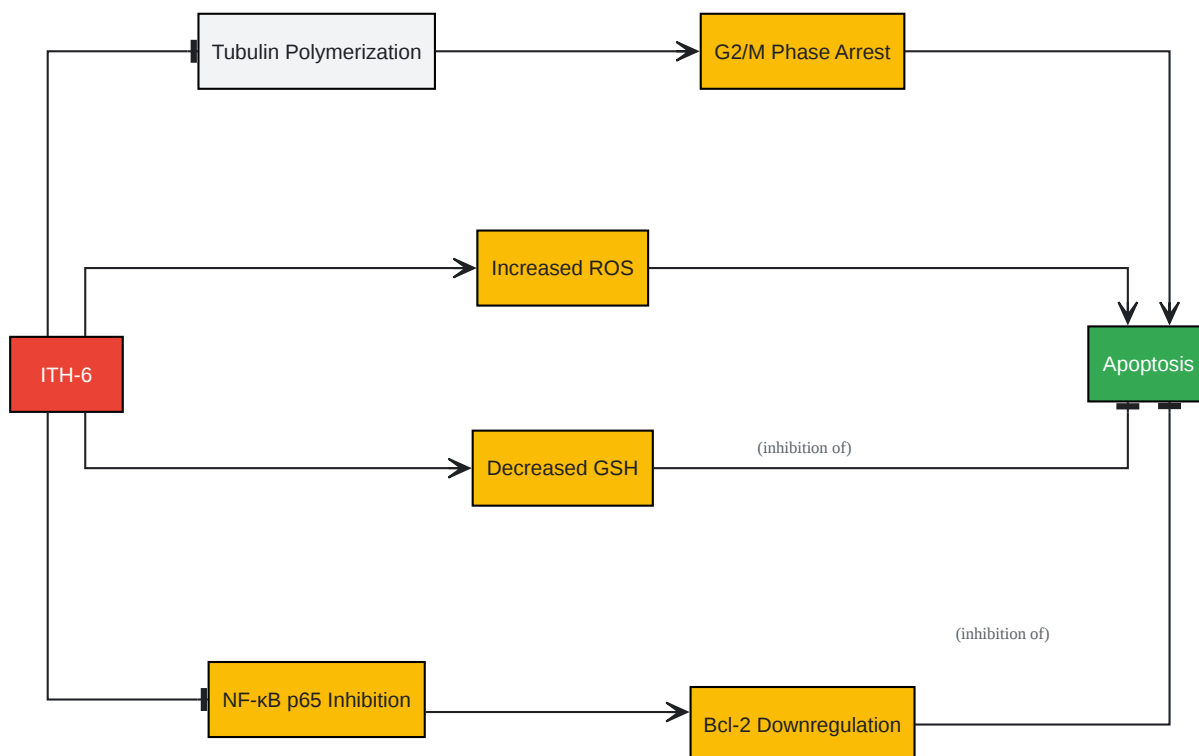 Tubulin Polymerization
G2/M Phase Arrest
Increased ROS
ITH-6
Apoptosis
Decreased GSH
(inhibition of)
(inhibition of)
NF-κB p65 Inhibition
Bcl-2 Downregulation